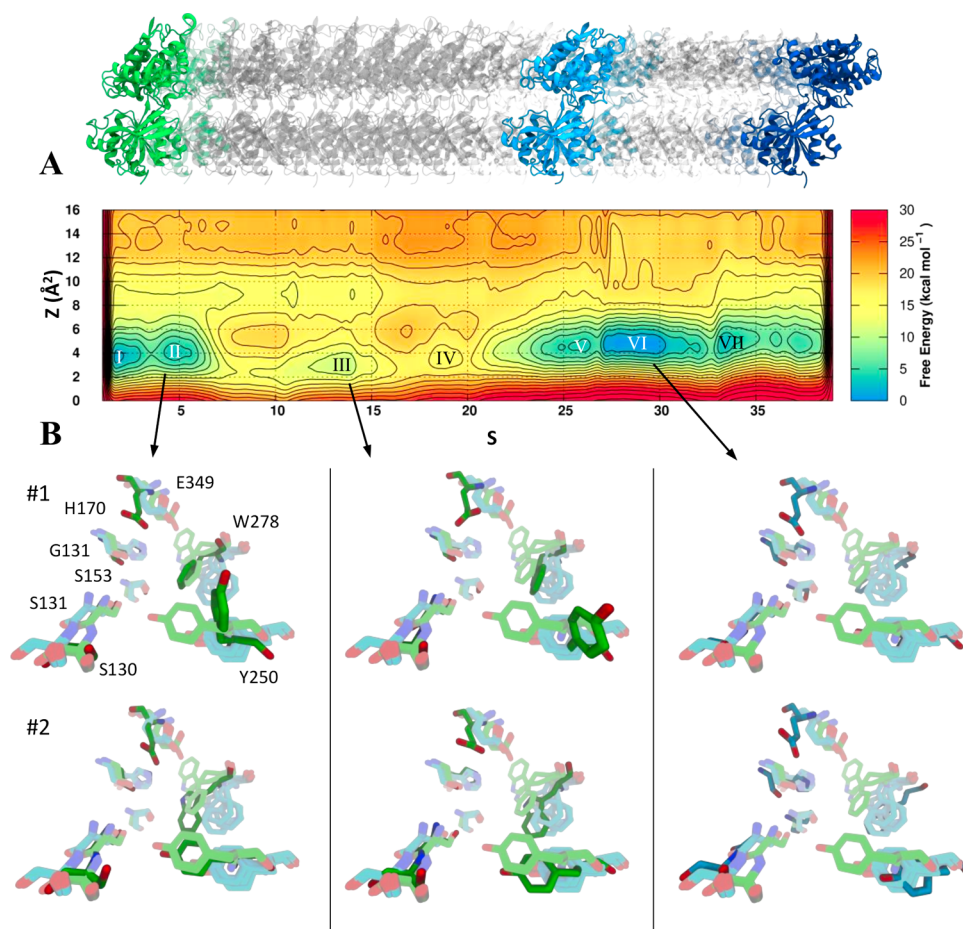 A
16
14
12
10
8
6
4
2
0
Z (Å²)
I II III IV V VI VII
5 10 15 20 25 30 35
S
30
25
20
15
10
5
0
Free Energy (kcal mol⁻¹)
B
#1
E349
H170
W278
G131
S153
S131
S130
Y250
#2